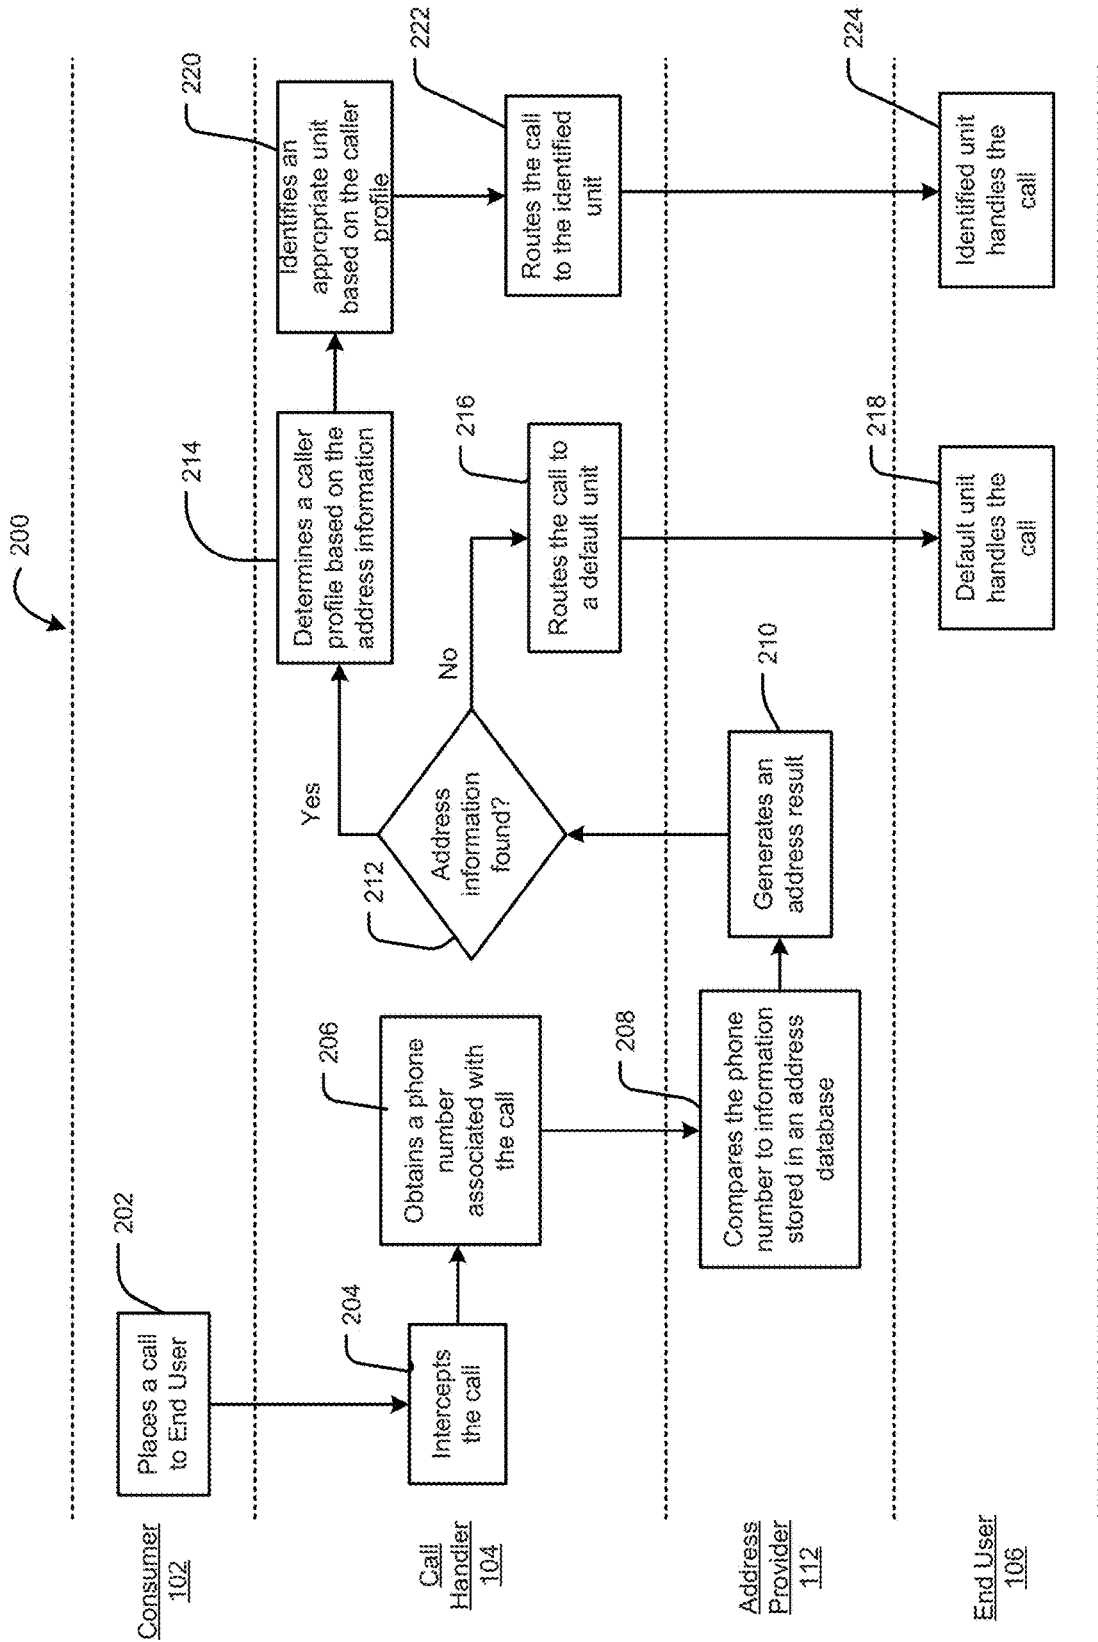 200
Consumer
102
Places a call
to End User
202
Call
Handler
104
Intercepts
the call
204
Obtains a phone
number
associated with
the call
206
Address
information
found?
212
Yes
No
Determines a caller
profile based on the
address information
214
Identifies an
appropriate unit
based on the caller
profile
220
Routes the call to
a default unit
216
Routes the call
to the identified
unit
222
Address
Provider
112
Compares the phone
number to information
stored in an address
database
208
Generates an
address result
210
End User
106
Default unit
handles the
call
218
Identified unit
handles the
call
224